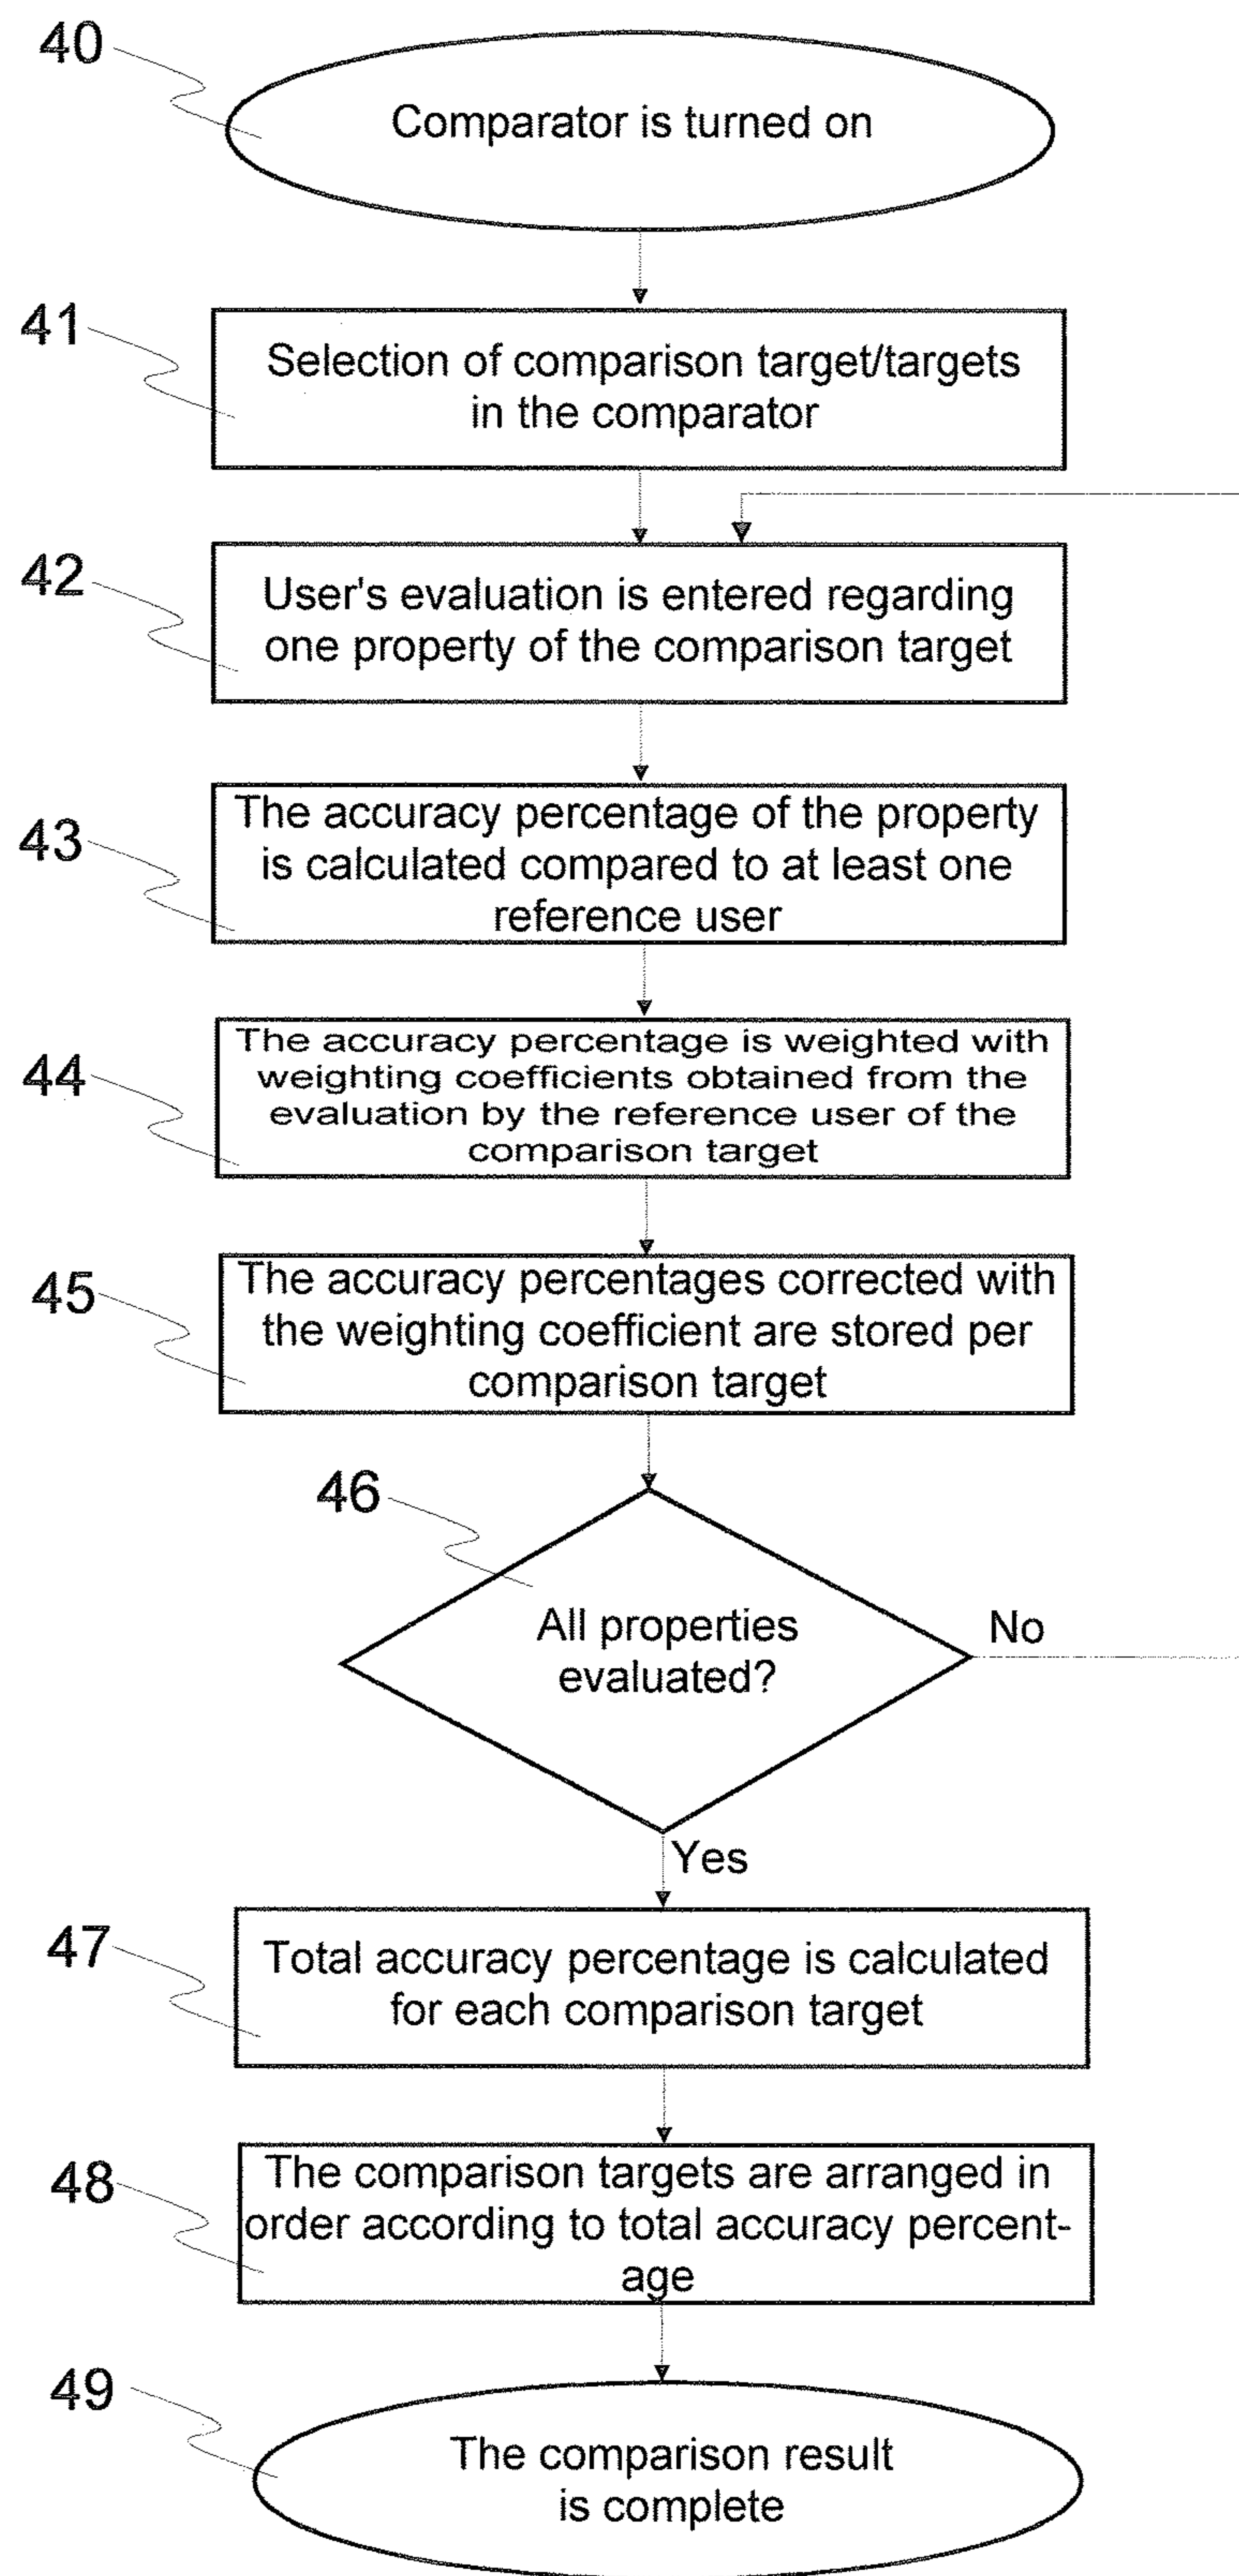 40
Comparator is turned on
41
Selection of comparison target/targets
in the comparator
42
User's evaluation is entered regarding
one property of the comparison target
43
The accuracy percentage of the property
is calculated compared to at least one
reference user
44
The accuracy percentage is weighted with
weighting coefficients obtained from the
evaluation by the reference user of the
comparison target
45
The accuracy percentages corrected with
the weighting coefficient are stored per
comparison target
46
All properties
evaluated?
No
Yes
47
Total accuracy percentage is calculated
for each comparison target
48
The comparison targets are arranged in
order according to total accuracy percent-
age
49
The comparison result
is complete